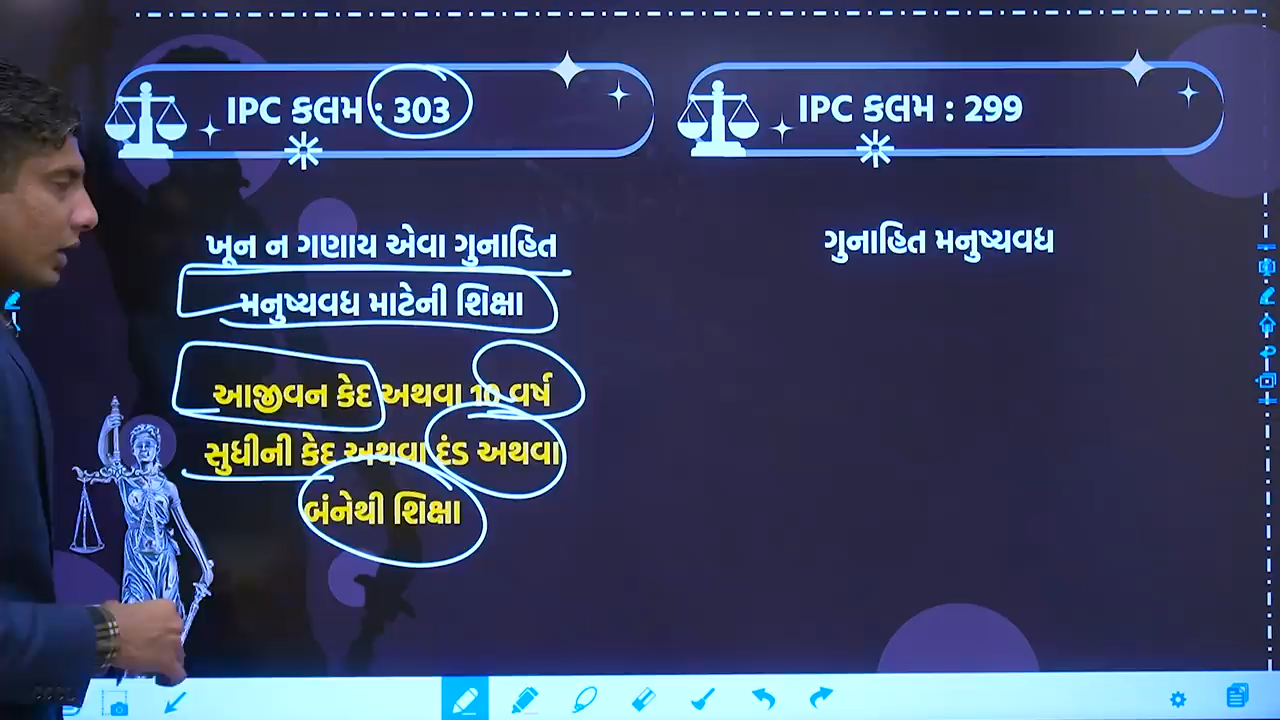 IPC કલમ : 303
ખૂન ન ગણાય એવા ગુનાહિત
મનુષ્યવધ માટેની શિક્ષા
આજીવન કેદ અથવા 10 વર્ષ
સુધીની કેદ અથવા દંડ અથવા
બંનેથી શિક્ષા
IPC કલમ : 299
ગુનાહિત મનુષ્યવધ